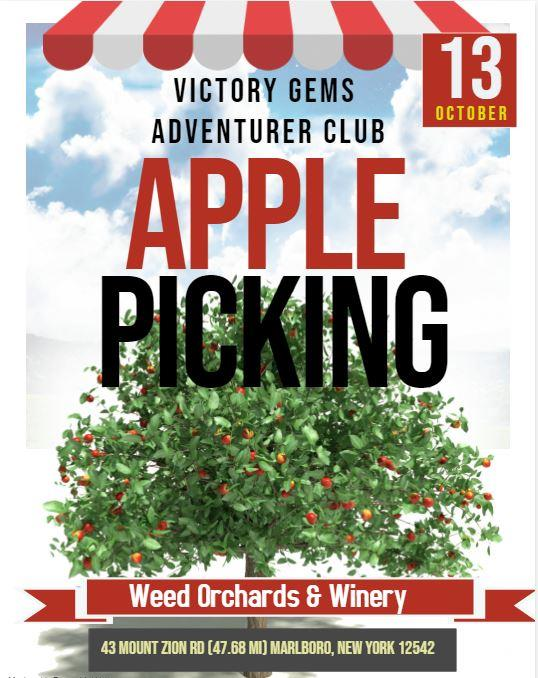 13
OCTOBER
VICTORY GEMS
ADVENTURER CLUB
APPLE
PICKING
Weed Orchards & Winery
43 MOUNT ZION RD (47.68 MI) MARLBORO, NEW YORK 12542